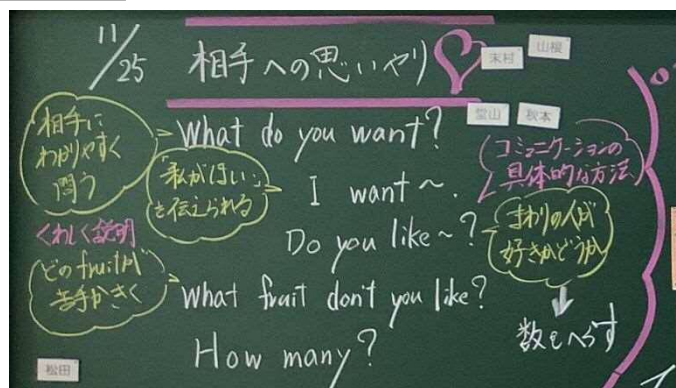 11/25
相手への思いやり
末村
山根
堂山
秋本
相手に
わかりやすく
問う
What do you want?
コミュニケーションの
具体的な方法
「私がほしい」
を伝えられる
I want~.
くわしく説明
Do you like~?
まわりの人が
好きかどうか
どのfruitが
苦手かきく
What fruit don't you like?
数をへらす
How many?
松田